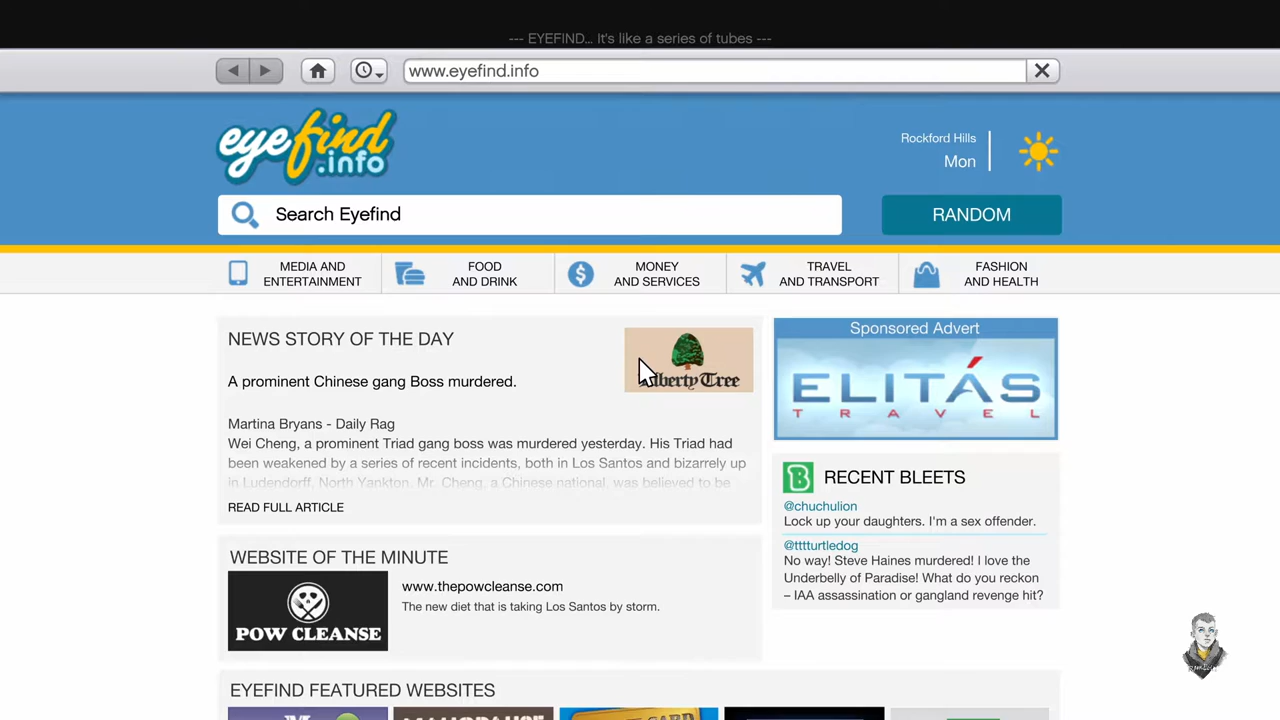 --- EYEFIND... It's like a series of tubes ---
www.eyefind.info
eyefind
.info
Rockford Hills
Mon
Search Eyefind
RANDOM
MEDIA AND
ENTERTAINMENT
FOOD
AND DRINK
MONEY
AND SERVICES
TRAVEL
AND TRANSPORT
FASHION
AND HEALTH
NEWS STORY OF THE DAY
A prominent Chinese gang Boss murdered.
Martina Bryans - Daily Rag
Wei Cheng, a prominent Triad gang boss was murdered yesterday. His Triad had
been weakened by a series of recent incidents, both in Los Santos and bizarrely up
in Ludendorff, North Yankton. Mr. Cheng, a Chinese national, was believed to be
READ FULL ARTICLE
Tree
Sponsored Advert
ELITÁS
TRAVEL
RECENT BLEETS
@chuchulion
Lock up your daughters. I'm a sex offender.
@tttturtledog
No way! Steve Haines murdered! I love the
Underbelly of Paradise! What do you reckon
– IAA assassination or gangland revenge hit?
WEBSITE OF THE MINUTE
POW CLEANSE
www.thepowcleanse.com
The new diet that is taking Los Santos by storm.
EYEFIND FEATURED WEBSITES